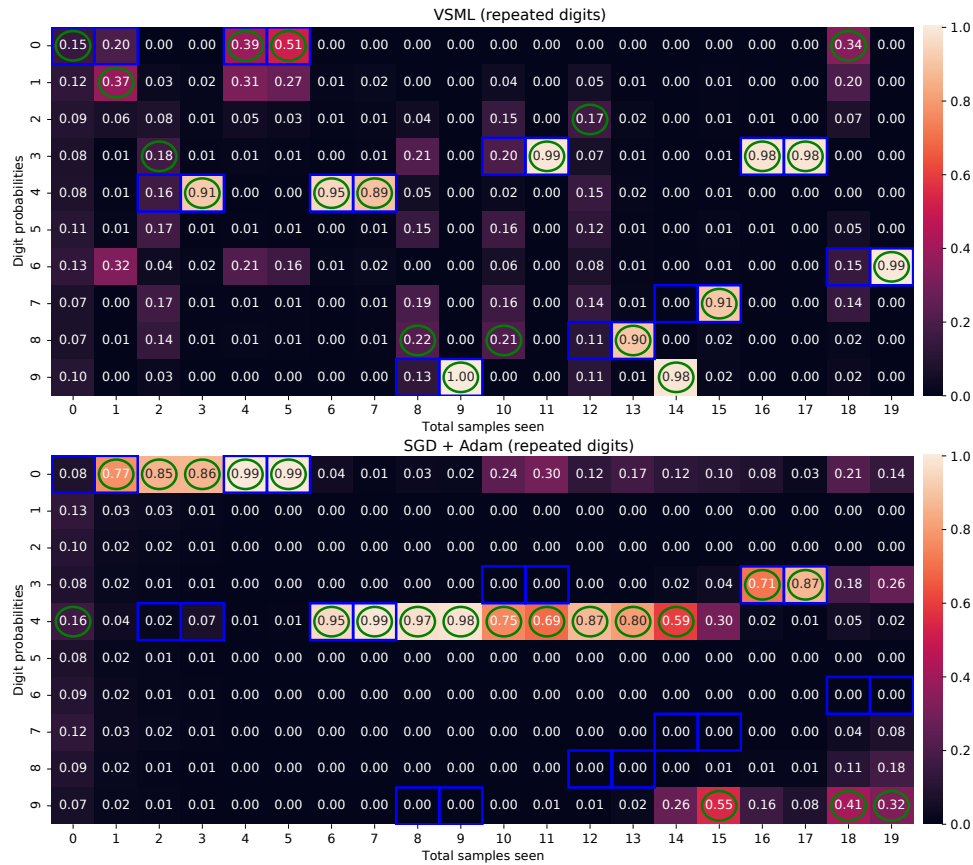 VSML (repeated digits)
0 0.15 0.20 0.00 0.00 0.39 0.51 0.00 0.00 0.00 0.00 0.00 0.00 0.00 0.00 0.00 0.00 0.00 0.00 0.34 0.00
1 0.12 0.37 0.03 0.02 0.31 0.27 0.01 0.02 0.00 0.00 0.04 0.00 0.05 0.01 0.00 0.01 0.00 0.00 0.20 0.00
2 0.09 0.06 0.08 0.01 0.05 0.03 0.01 0.01 0.04 0.00 0.15 0.00 0.17 0.01 0.00 0.01 0.00 0.00 0.07 0.00
3 0.08 0.01 0.18 0.01 0.01 0.01 0.00 0.01 0.21 0.00 0.20 0.99 0.07 0.01 0.00 0.01 0.98 0.98 0.02 0.00
4 0.08 0.01 0.16 0.91 0.00 0.00 0.95 0.89 0.05 0.00 0.02 0.00 0.15 0.02 0.00 0.00 0.00 0.00 0.01 0.00
5 0.11 0.01 0.17 0.01 0.01 0.01 0.00 0.01 0.15 0.00 0.16 0.00 0.12 0.01 0.00 0.01 0.00 0.00 0.05 0.00
6 0.13 0.32 0.04 0.02 0.21 0.16 0.01 0.02 0.00 0.00 0.06 0.00 0.08 0.01 0.00 0.01 0.00 0.00 0.15 0.99
7 0.07 0.00 0.17 0.01 0.01 0.01 0.00 0.01 0.19 0.00 0.16 0.00 0.14 0.01 0.00 0.91 0.00 0.00 0.14 0.00
8 0.07 0.01 0.14 0.01 0.00 0.00 0.00 0.01 0.22 0.00 0.21 0.00 0.11 0.90 0.00 0.02 0.00 0.00 0.02 0.00
9 0.10 0.00 0.03 0.02 0.00 0.00 0.01 0.02 0.13 1.00 0.00 0.00 0.11 0.01 0.98 0.02 0.00 0.00 0.02 0.00
0 1 2 3 4 5 6 7 8 9 10 11 12 13 14 15 16 17 18 19
Total samples seen
Digit probabilities
1.0
0.8
0.6
0.4
0.2
0.0
SGD + Adam (repeated digits)
0 0.08 0.77 0.85 0.86 0.99 0.99 0.04 0.01 0.03 0.02 0.24 0.30 0.12 0.17 0.12 0.10 0.08 0.03 0.21 0.14
1 0.13 0.03 0.03 0.01 0.00 0.00 0.00 0.00 0.00 0.00 0.00 0.00 0.00 0.00 0.00 0.00 0.00 0.00 0.00 0.00
2 0.10 0.02 0.02 0.01 0.00 0.00 0.00 0.00 0.00 0.00 0.00 0.00 0.00 0.00 0.00 0.00 0.00 0.00 0.00 0.00
3 0.08 0.02 0.01 0.01 0.00 0.00 0.00 0.00 0.00 0.00 0.00 0.00 0.00 0.00 0.02 0.04 0.71 0.87 0.18 0.26
4 0.16 0.04 0.02 0.07 0.00 0.00 0.95 0.99 0.97 0.98 0.75 0.69 0.87 0.80 0.59 0.30 0.02 0.01 0.05 0.02
5 0.08 0.02 0.01 0.01 0.00 0.00 0.00 0.00 0.00 0.00 0.00 0.00 0.00 0.00 0.00 0.00 0.00 0.00 0.00 0.00
6 0.09 0.02 0.01 0.01 0.00 0.00 0.00 0.00 0.00 0.00 0.00 0.00 0.00 0.00 0.00 0.00 0.00 0.00 0.00 0.00
7 0.12 0.03 0.02 0.01 0.00 0.00 0.00 0.00 0.00 0.00 0.00 0.00 0.00 0.00 0.00 0.00 0.00 0.00 0.04 0.08
8 0.09 0.02 0.01 0.01 0.00 0.00 0.00 0.00 0.00 0.00 0.00 0.00 0.00 0.00 0.00 0.01 0.01 0.01 0.11 0.18
9 0.07 0.02 0.01 0.01 0.00 0.00 0.00 0.00 0.00 0.00 0.00 0.01 0.01 0.02 0.26 0.55 0.16 0.08 0.41 0.32
0 1 2 3 4 5 6 7 8 9 10 11 12 13 14 15 16 17 18 19
Total samples seen
Digit probabilities
1.0
0.8
0.6
0.4
0.2
0.0